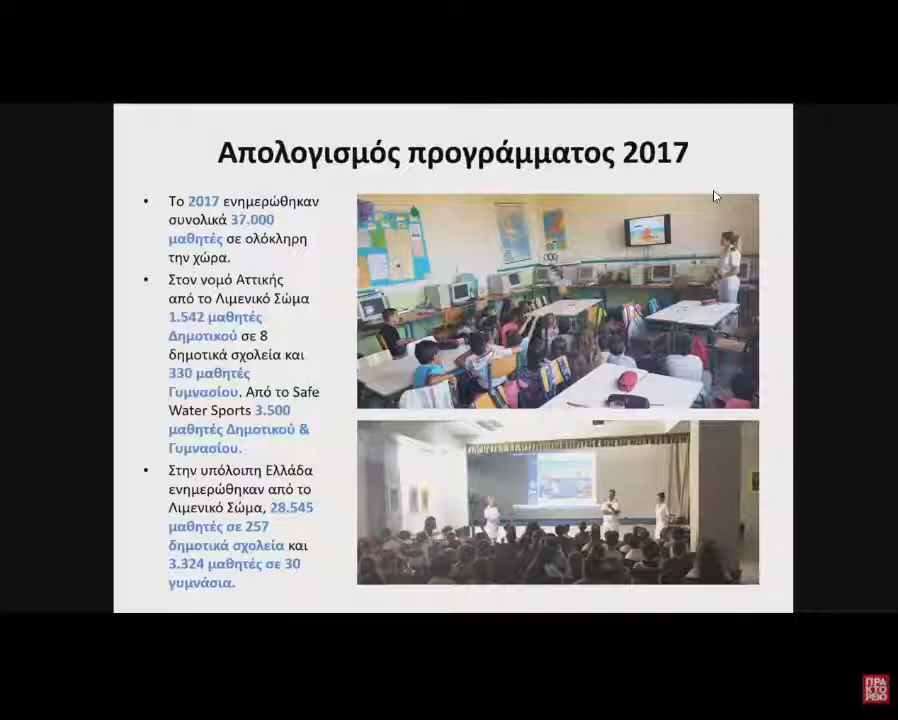 Απολογισμός προγράμματος 2017
• Το 2017 ενημερώθηκαν
συνολικά 37.000
μαθητές σε ολόκληρη
την χώρα.
• Στον νομό Αττικής
από το Λιμενικό Σώμα
1.542 μαθητές
Δημοτικού σε 8
δημοτικά σχολεία και
330 μαθητές
Γυμνασίου. Από το Safe
Water Sports 3.500
μαθητές Δημοτικού &
Γυμνασίου.
• Στην υπόλοιπη Ελλάδα
ενημερώθηκαν από το
Λιμενικό Σώμα, 28.545
μαθητές σε 257
δημοτικά σχολεία και
3.324 μαθητές σε 30
γυμνάσια.
ΠΡΑ
ΚΤΟ
ΡΕΙΟ